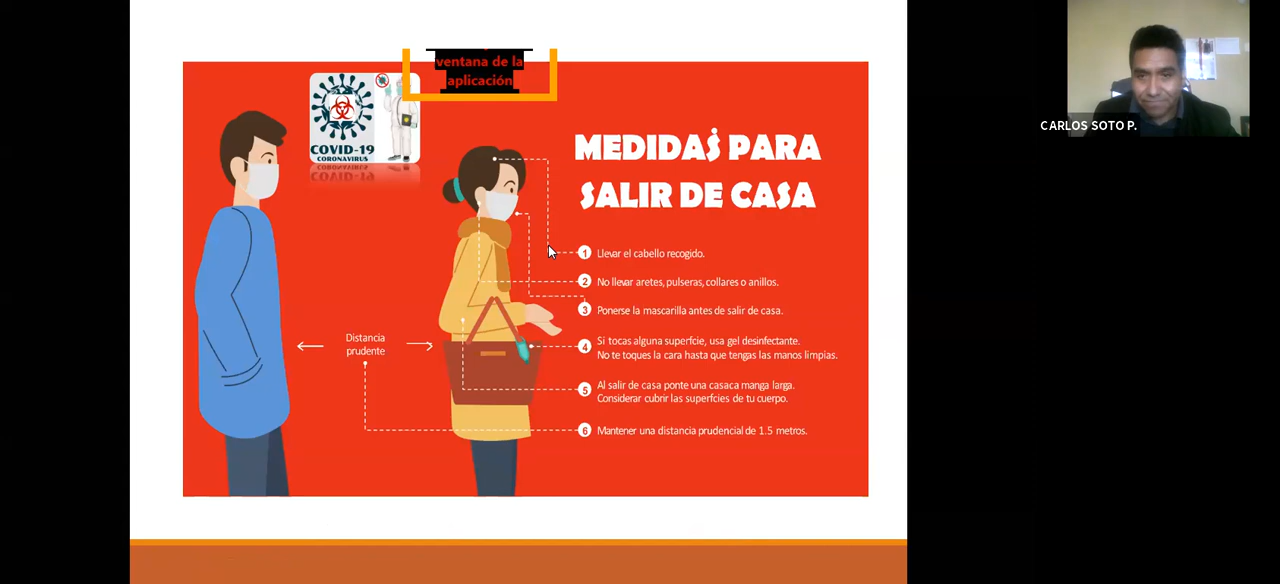 ventana de la
aplicación
COVID-19
CORONAVIRUS
MEDIDAS PARA
SALIR DE CASA
1 Llevar el cabello recogido.
2 No llevar aretes, pulseras, collares o anillos.
3 Ponerse la mascarilla antes de salir de casa.
4 Si tocas alguna superfcie, usa gel desinfectante.
No te toques la cara hasta que tengas las manos limpias.
5 Al salir de casa ponte una casaca manga larga.
Considerar cubrir las superfcies de tu cuerpo.
6 Mantener una distancia prudencial de 1.5 metros.
Distancia
prudente
CARLOS SOTO P.